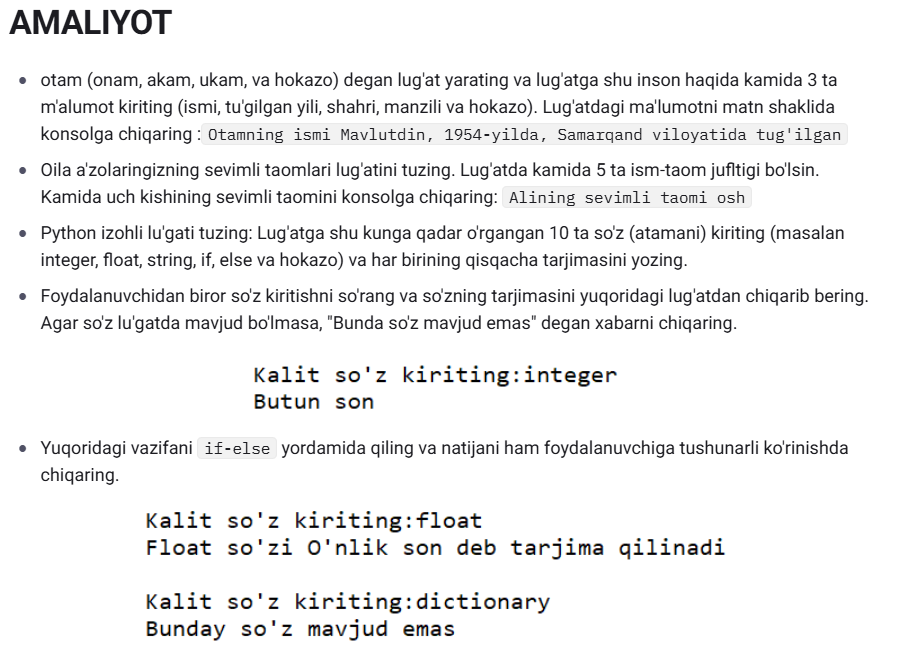 AMALIYOT
otam (onam, akam, ukam, va hokazo) degan lug'at yarating va lug'atga shu inson haqida kamida 3 ta
m'alumot kiriting (ismi, tu'gilgan yili, shahri, manzili va hokazo). Lug'atdagi ma'lumotni matn shaklida
konsolga chiqaring : Otamning ismi Mavlutdin, 1954-yilda, Samarqand viloyatida tug'ilgan
Oila a'zolaringizning sevimli taomlari lug'atini tuzing. Lug'atda kamida 5 ta ism-taom jufltigi bo'lsin.
Kamida uch kishining sevimli taomini konsolga chiqaring: Alining sevimli taomi osh
Python izohli lu'gati tuzing: Lug'atga shu kunga qadar o'rgangan 10 ta so'z (atamani) kiriting (masalan
integer, float, string, if, else va hokazo) va har birining qisqacha tarjimasini yozing.
Foydalanuvchidan biror so'z kiritishni so'rang va so'zning tarjimasini yuqoridagi lug'atdan chiqarib bering.
Agar so'z lu'gatda mavjud bo'lmasa, "Bunda so'z mavjud emas" degan xabarni chiqaring.
Kalit so'z kiriting:integer
Butun son
Yuqoridagi vazifani if-else yordamida qiling va natijani ham foydalanuvchiga tushunarli ko'rinishda
chiqaring.
Kalit so'z kiriting:float
Float so'zi O'nlik son deb tarjima qilinadi
Kalit so'z kiriting:dictionary
Bunday so'z mavjud emas